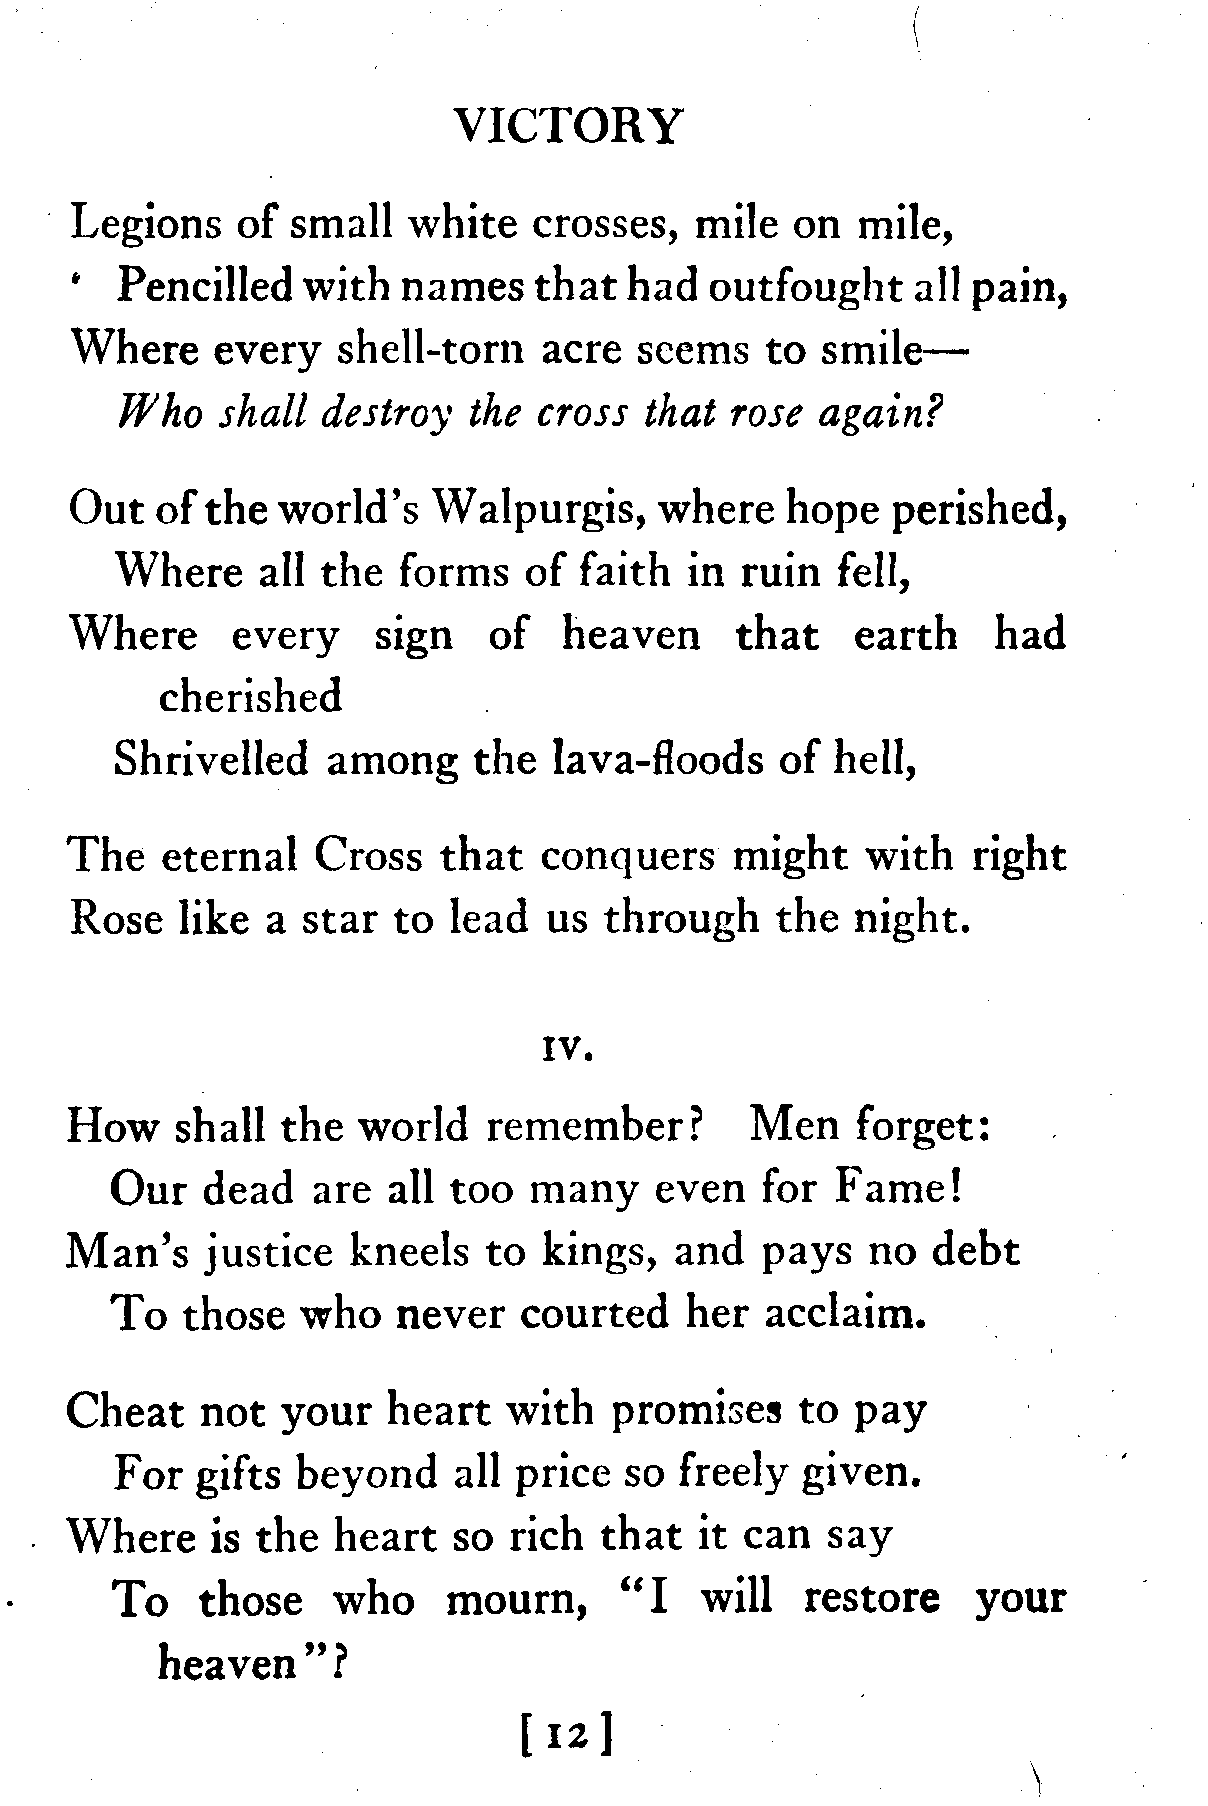 VICTORY
Legions of small white crosses, mile on mile,
Pencilled with names that had outfought all pain,
Where every shell-torn acre seems to smile—
Who shall destroy the cross that rose again?
Out of the world's Walpurgis, where hope perished,
Where all the forms of faith in ruin fell,
Where every sign of heaven that earth had
cherished
Shrivelled among the lava-floods of hell,
The eternal Cross that conquers might with right
Rose like a star to lead us through the night.
IV.
How shall the world remember? Men forget:
Our dead are all too many even for Fame!
Man's justice kneels to kings, and pays no debt
To those who never courted her acclaim.
Cheat not your heart with promises to pay
For gifts beyond all price so freely given.
Where is the heart so rich that it can say
To those who mourn, "I will restore your
heaven"?
[ 12 ]